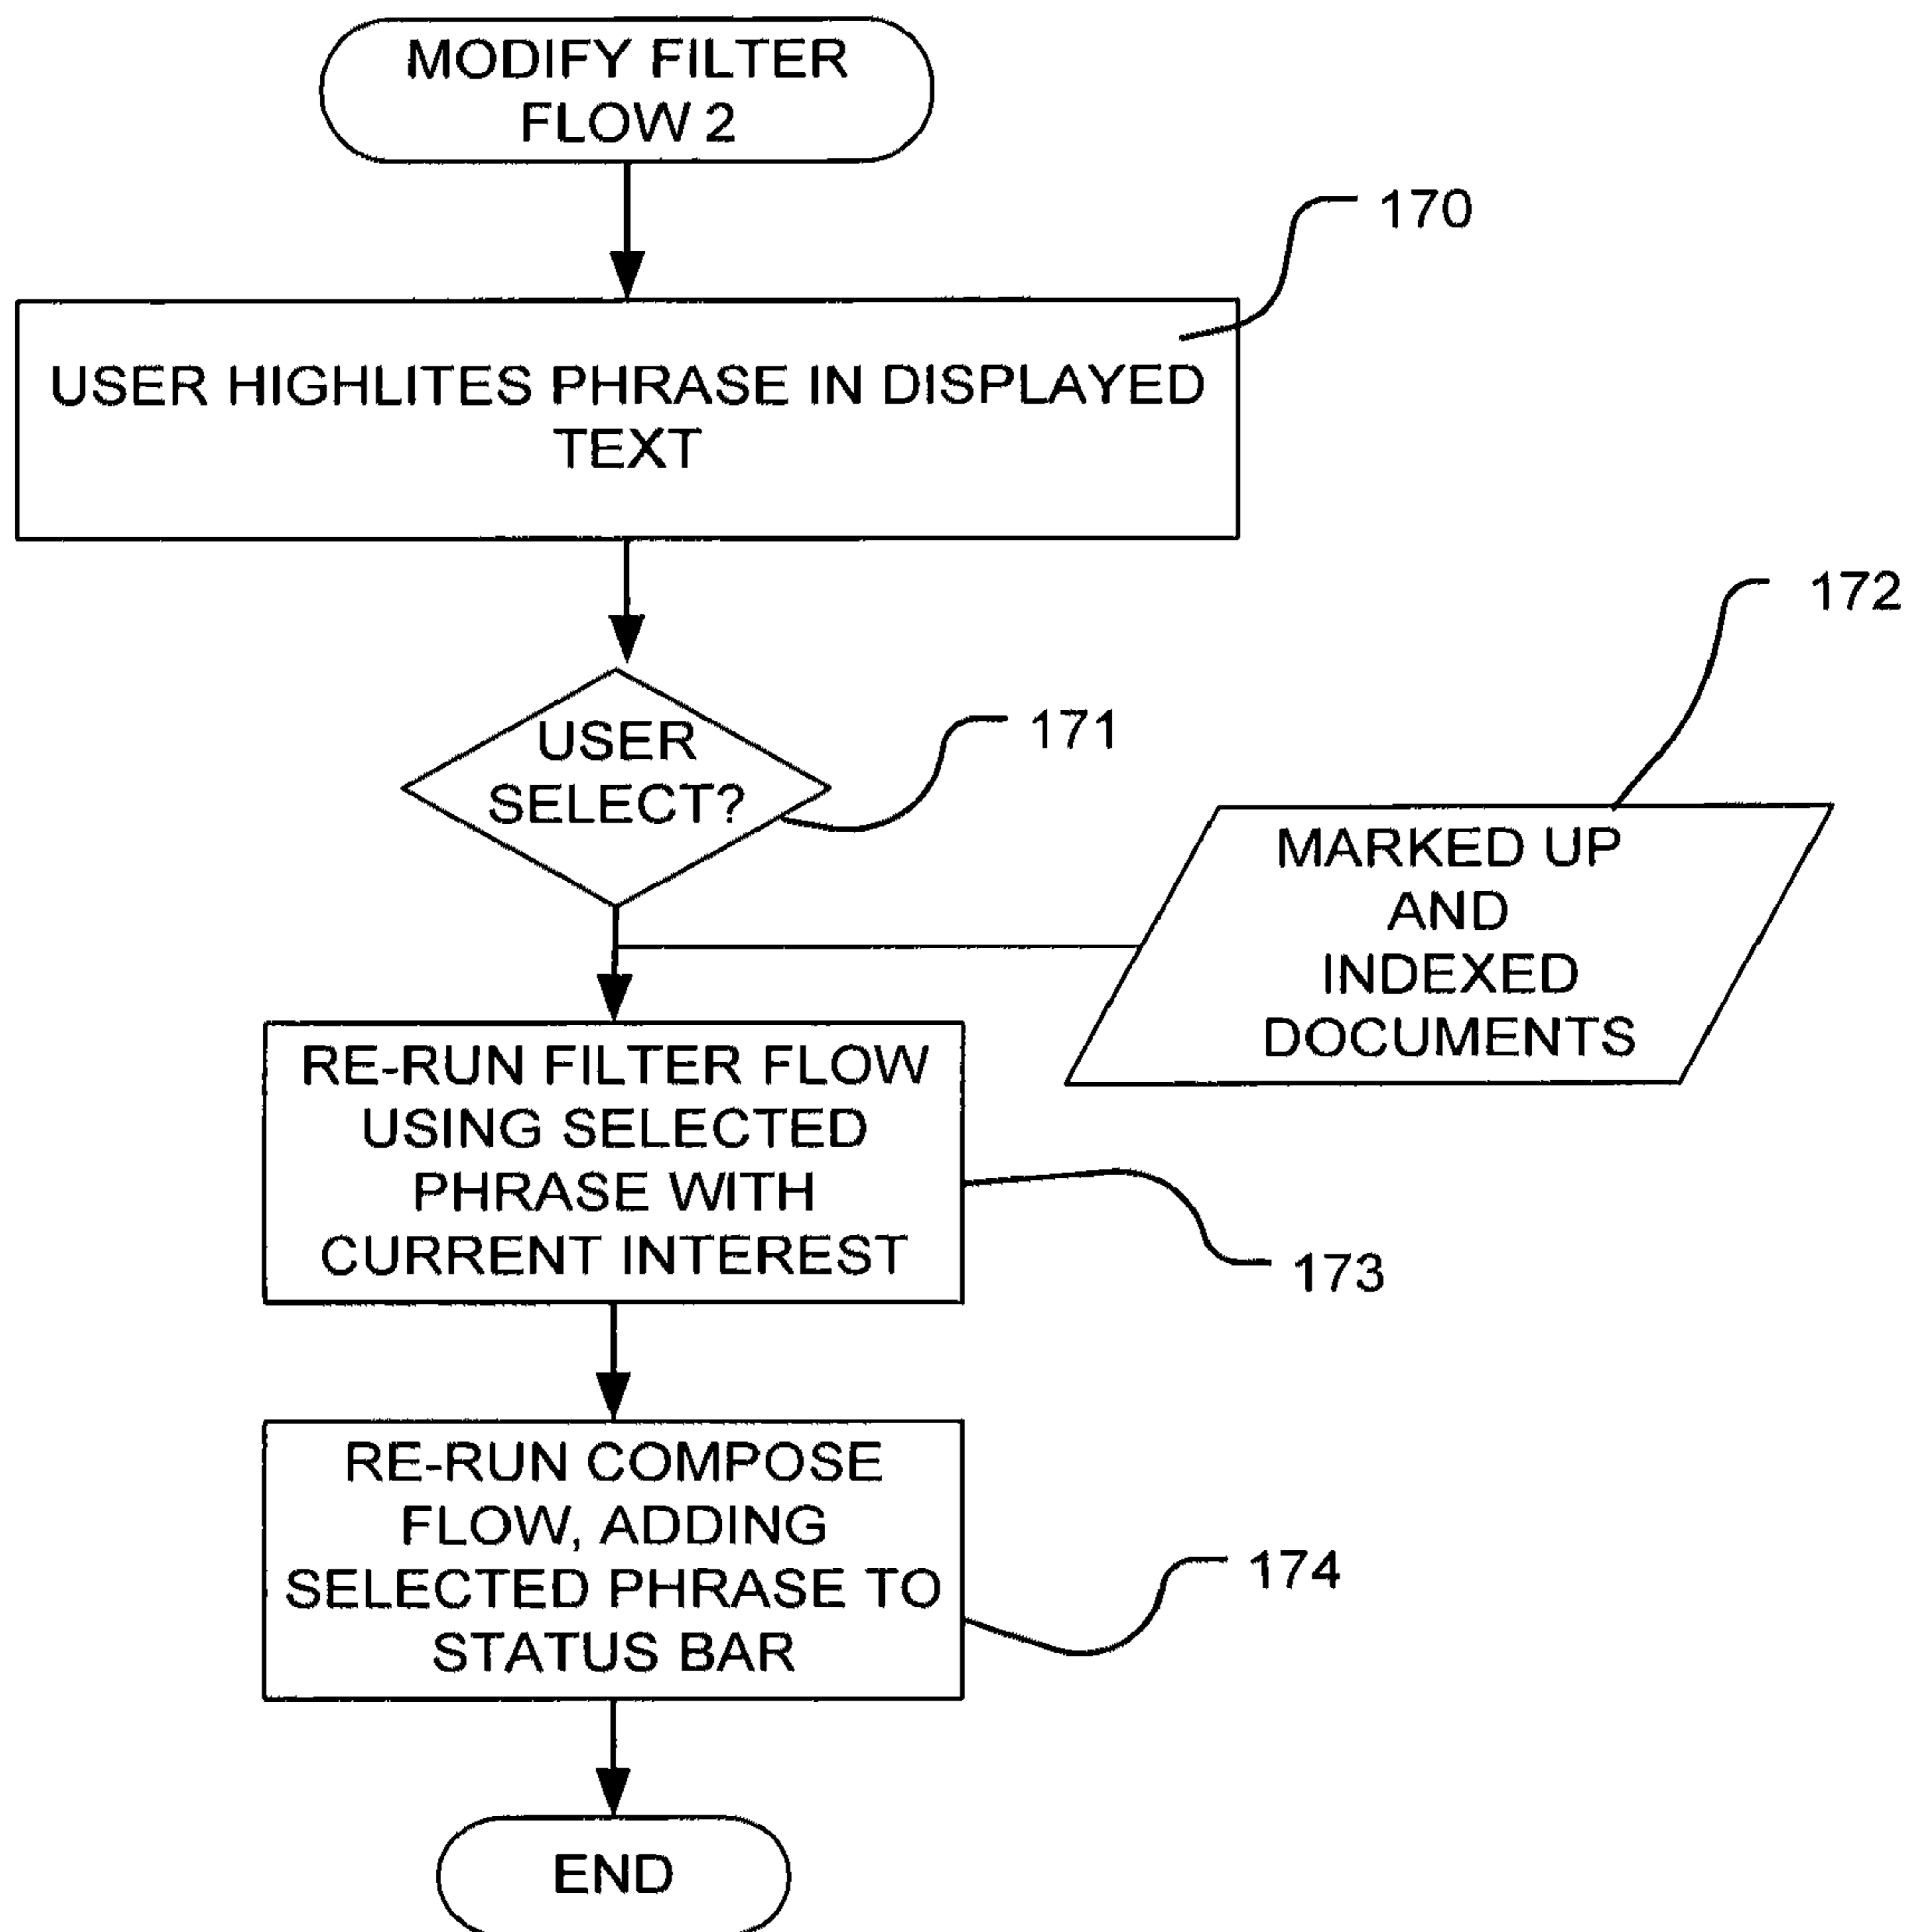 MODIFY FILTER
FLOW 2
170
USER HIGHLITES PHRASE IN DISPLAYED
TEXT
172
USER
SELECT?
171
MARKED UP
AND
INDEXED
DOCUMENTS
RE-RUN FILTER FLOW
USING SELECTED
PHRASE WITH
CURRENT INTEREST
173
RE-RUN COMPOSE
FLOW, ADDING
SELECTED PHRASE TO
STATUS BAR
174
END